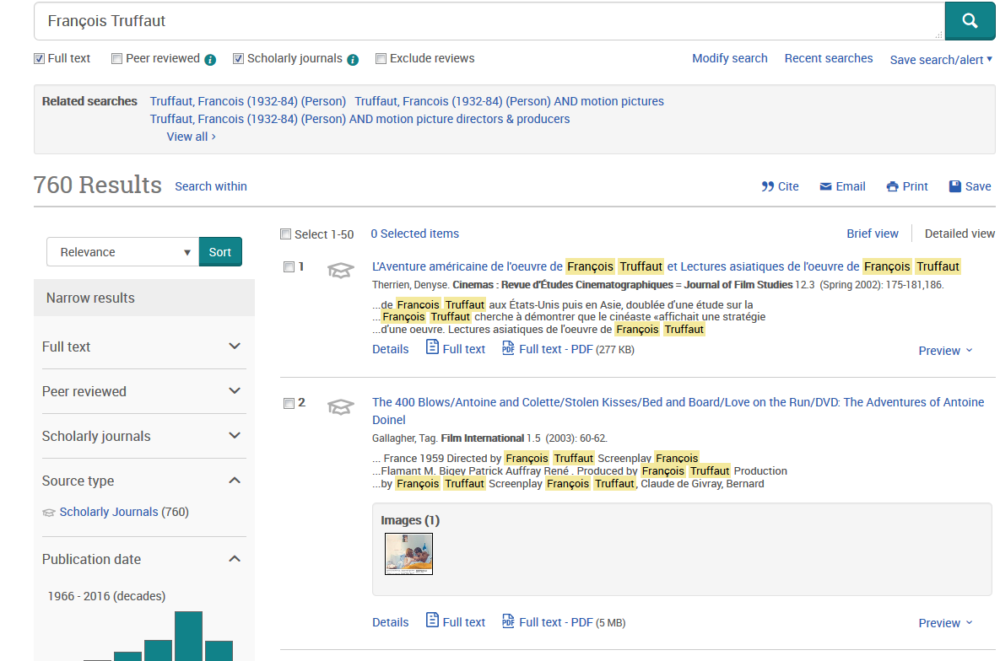 François Truffaut
Full text Peer reviewed i Scholarly journals i Exclude reviews Modify search Recent searches Save search/alert ▾
Related searches Truffaut, Francois (1932-84) (Person) Truffaut, Francois (1932-84) (Person) AND motion pictures
Truffaut, Francois (1932-84) (Person) AND motion picture directors & producers
View all ›
760 Results Search within Cite Email Print Save
Select 1-50 0 Selected items Brief view Detailed view
Relevance ▾ Sort
Narrow results
Full text
Peer reviewed
Scholarly journals
Source type
Scholarly Journals (760)
Publication date
1966 - 2016 (decades)
1 L'Aventure américaine de l'oeuvre de François Truffaut et Lectures asiatiques de l'oeuvre de François Truffaut
Therrien, Denyse. Cinemas : Revue d'Études Cinematographiques = Journal of Film Studies 12.3 (Spring 2002): 175-181,186.
...de François Truffaut aux États-Unis puis en Asie, doublée d'une étude sur la
...François Truffaut cherche à démontrer que le cinéaste «affichait une stratégie
...d'une oeuvre. Lectures asiatiques de l'oeuvre de François Truffaut
Details Full text PDF Full text - PDF (277 KB) Preview
2 The 400 Blows/Antoine and Colette/Stolen Kisses/Bed and Board/Love on the Run/DVD: The Adventures of Antoine
Doinel
Gallagher, Tag. Film International 1.5 (2003): 60-62.
... France 1959 Directed by François Truffaut Screenplay François
...Flamant M. Bigey Patrick Auffray René . Produced by François Truffaut Production
...by François Truffaut Screenplay François Truffaut, Claude de Givray, Bernard
Images (1)
Details Full text PDF Full text - PDF (5 MB) Preview